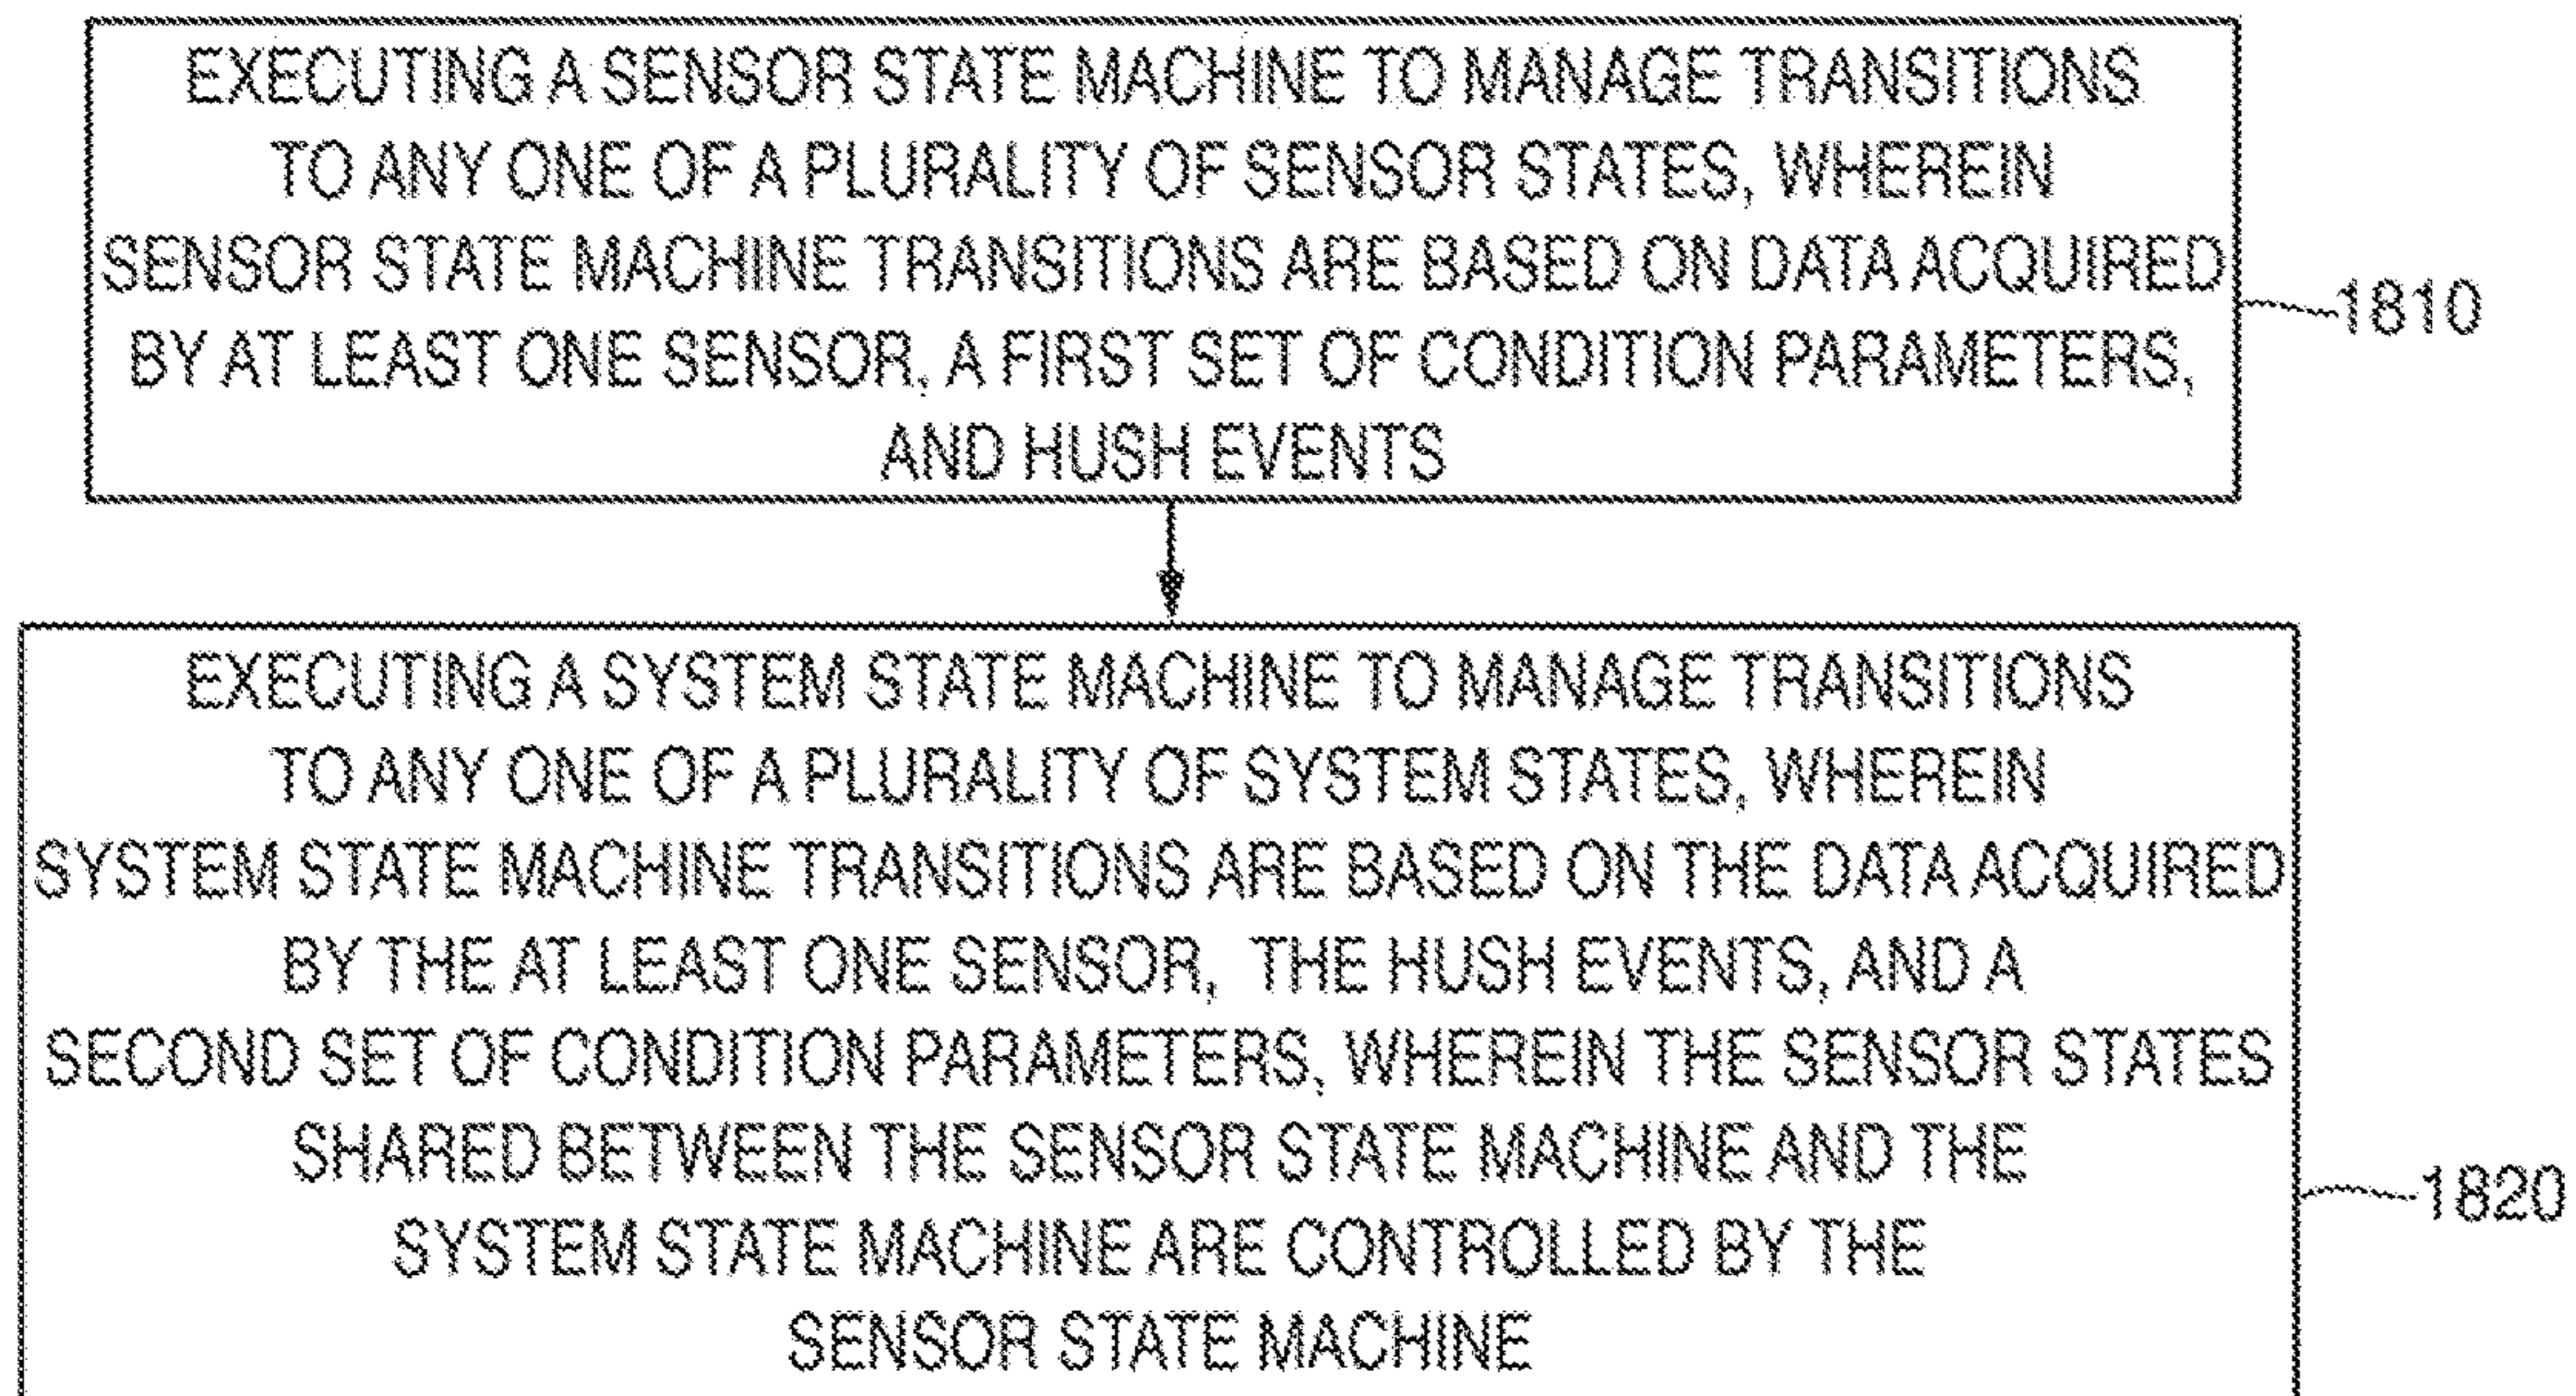 EXECUTING A SENSOR STATE MACHINE TO MANAGE TRANSITIONS
TO ANY ONE OF A PLURALITY OF SENSOR STATES, WHEREIN
SENSOR STATE MACHINE TRANSITIONS ARE BASED ON DATA ACQUIRED
BY AT LEAST ONE SENSOR, A FIRST SET OF CONDITION PARAMETERS,
AND HUSH EVENTS
1810
EXECUTING A SYSTEM STATE MACHINE TO MANAGE TRANSITIONS
TO ANY ONE OF A PLURALITY OF SYSTEM STATES, WHEREIN
SYSTEM STATE MACHINE TRANSITIONS ARE BASED ON THE DATA ACQUIRED
BY THE AT LEAST ONE SENSOR, THE HUSH EVENTS, AND A
SECOND SET OF CONDITION PARAMETERS, WHEREIN THE SENSOR STATES
SHARED BETWEEN THE SENSOR STATE MACHINE AND THE
SYSTEM STATE MACHINE ARE CONTROLLED BY THE
SENSOR STATE MACHINE
1820